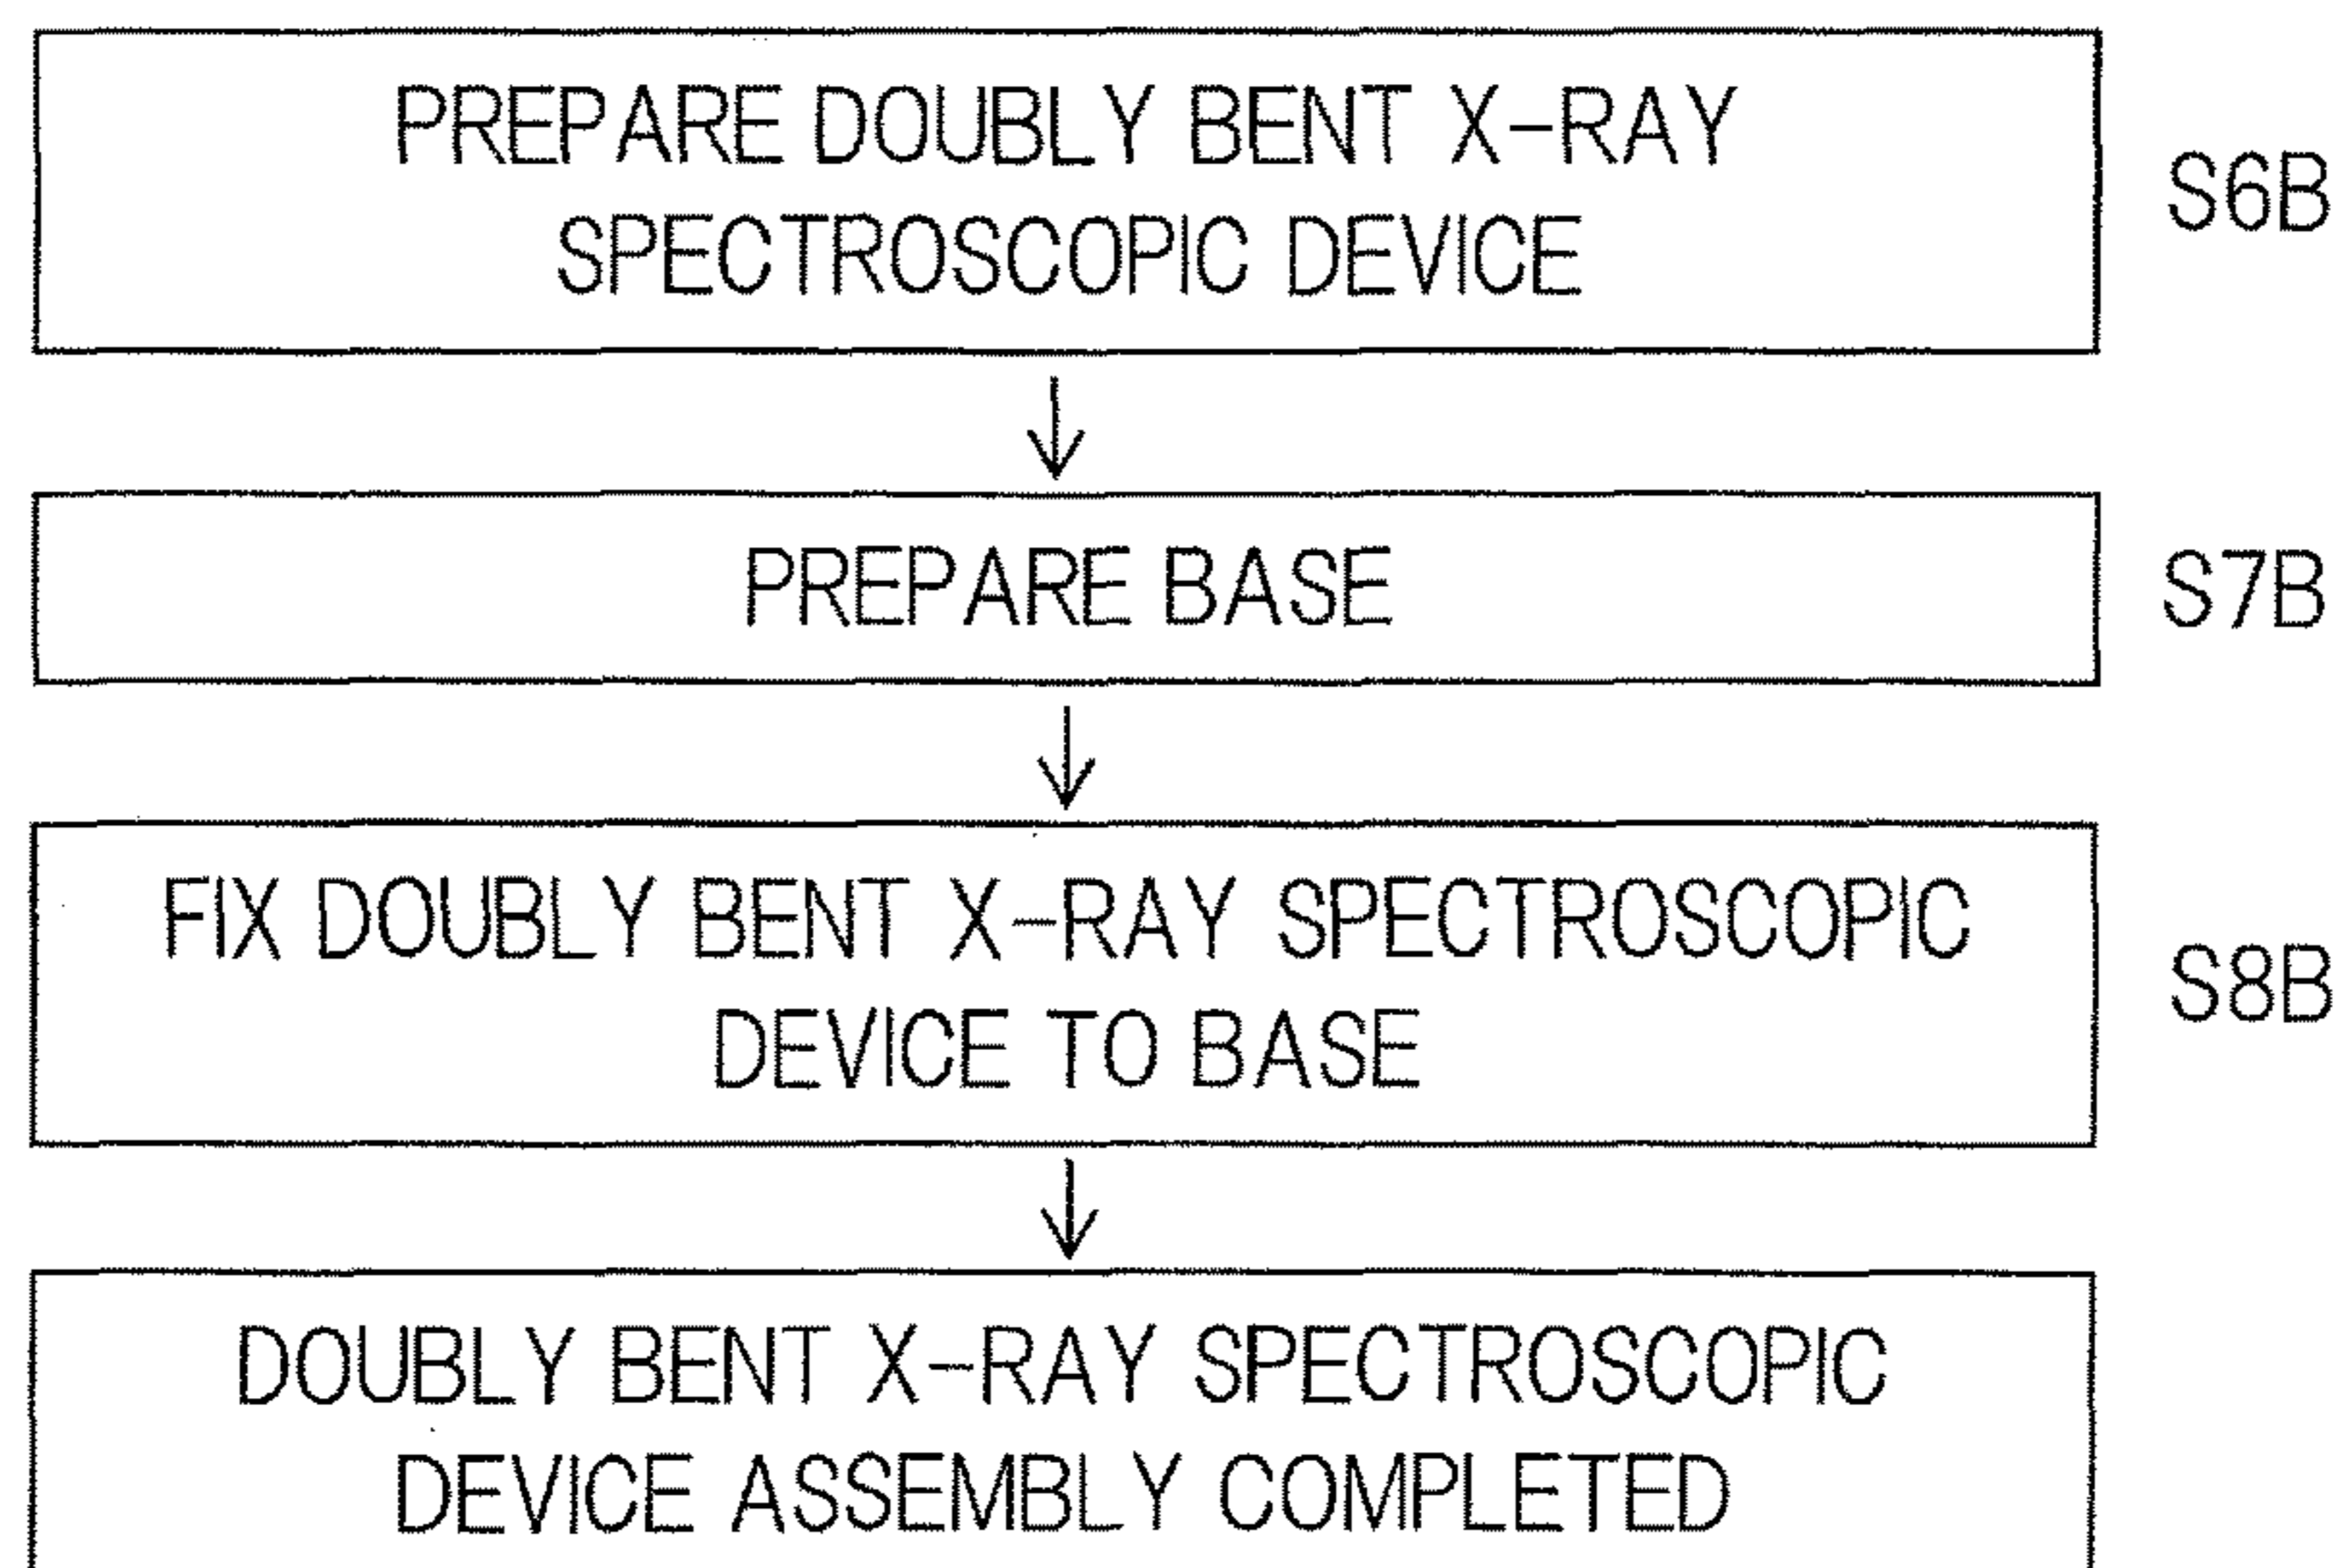 PREPARE DOUBLY BENT X-RAY
SPECTROSCOPIC DEVICE
S6B
PREPARE BASE
S7B
FIX DOUBLY BENT X-RAY SPECTROSCOPIC
DEVICE TO BASE
S8B
DOUBLY BENT X-RAY SPECTROSCOPIC
DEVICE ASSEMBLY COMPLETED